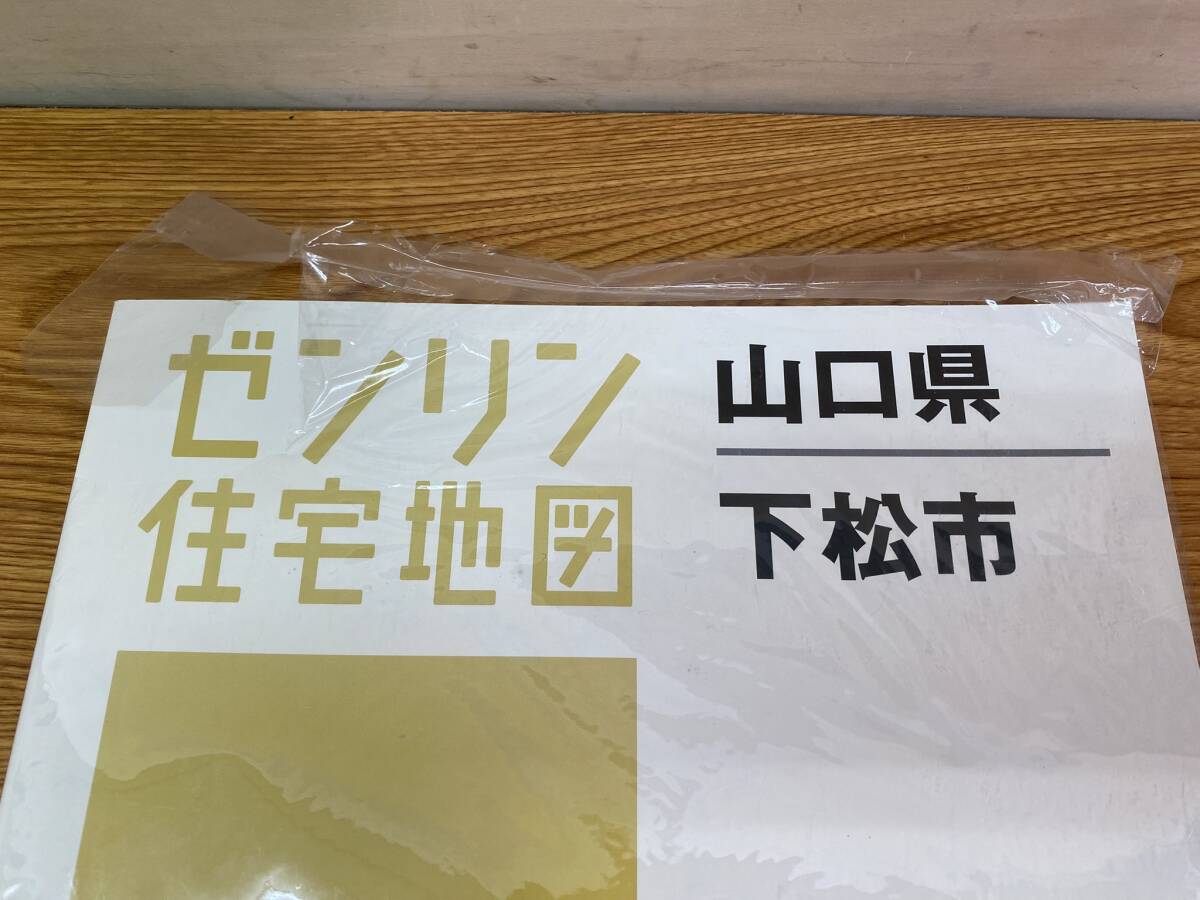 ゼンリン
住宅地図
山口県
下松市